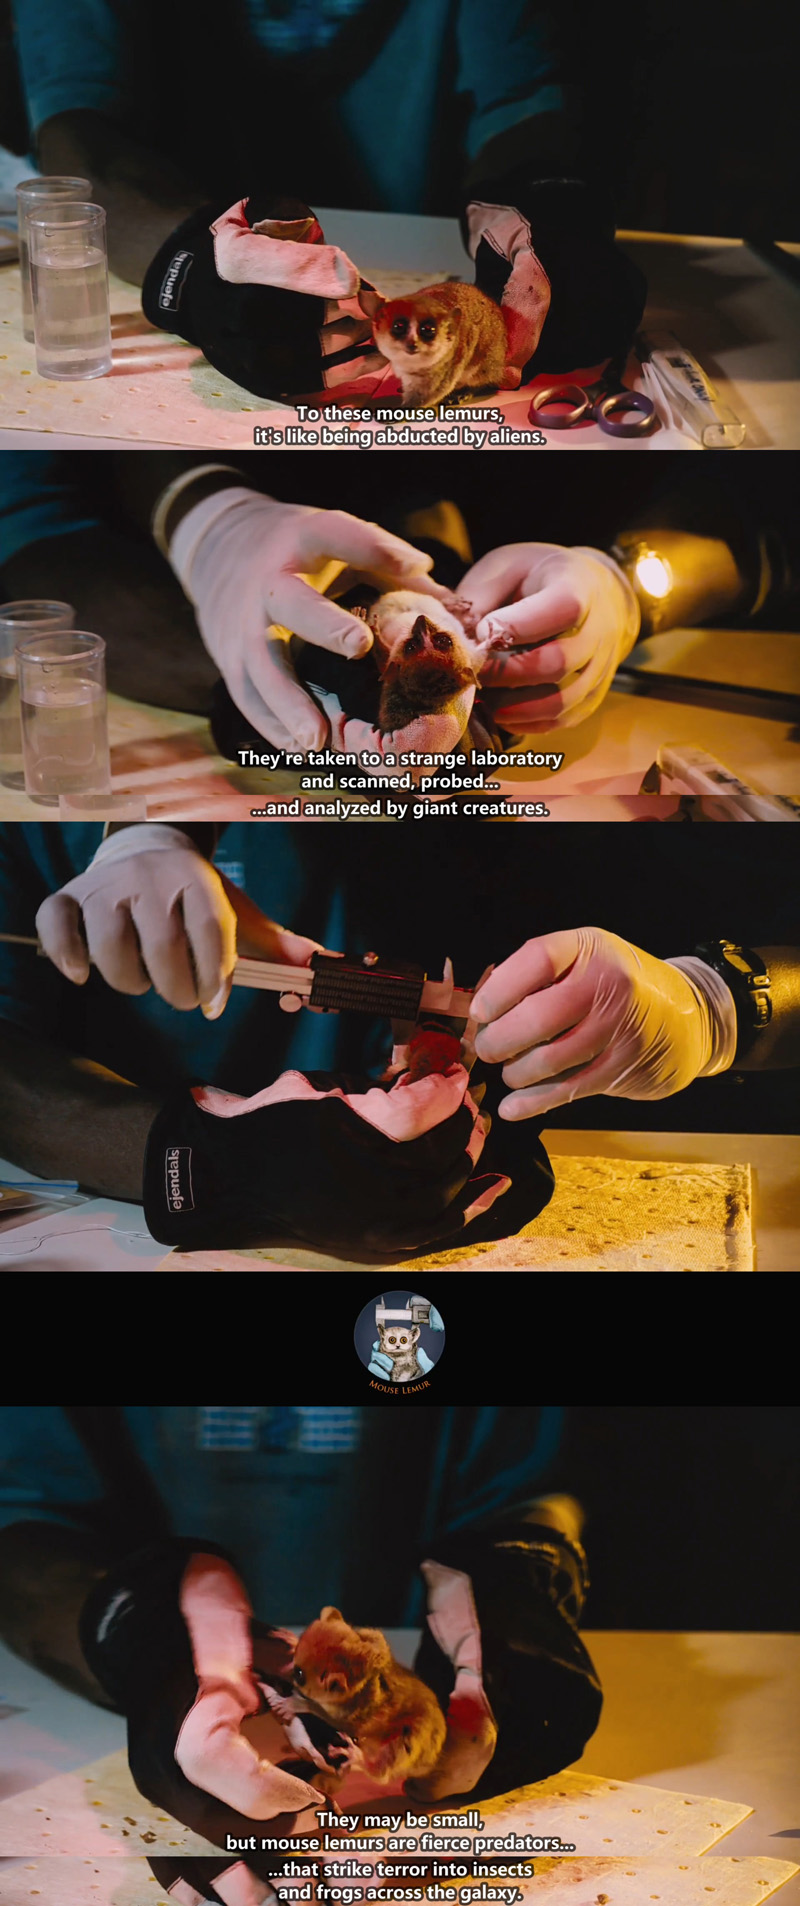 ejendals
To these mouse lemurs,
it's like being abducted by aliens.
They're taken to a strange laboratory
and scanned, probed...
...and analyzed by giant creatures.
ejendals
MOUSE LEMUR
They may be small,
but mouse lemurs are fierce predators...
...that strike terror into insects
and frogs across the galaxy.